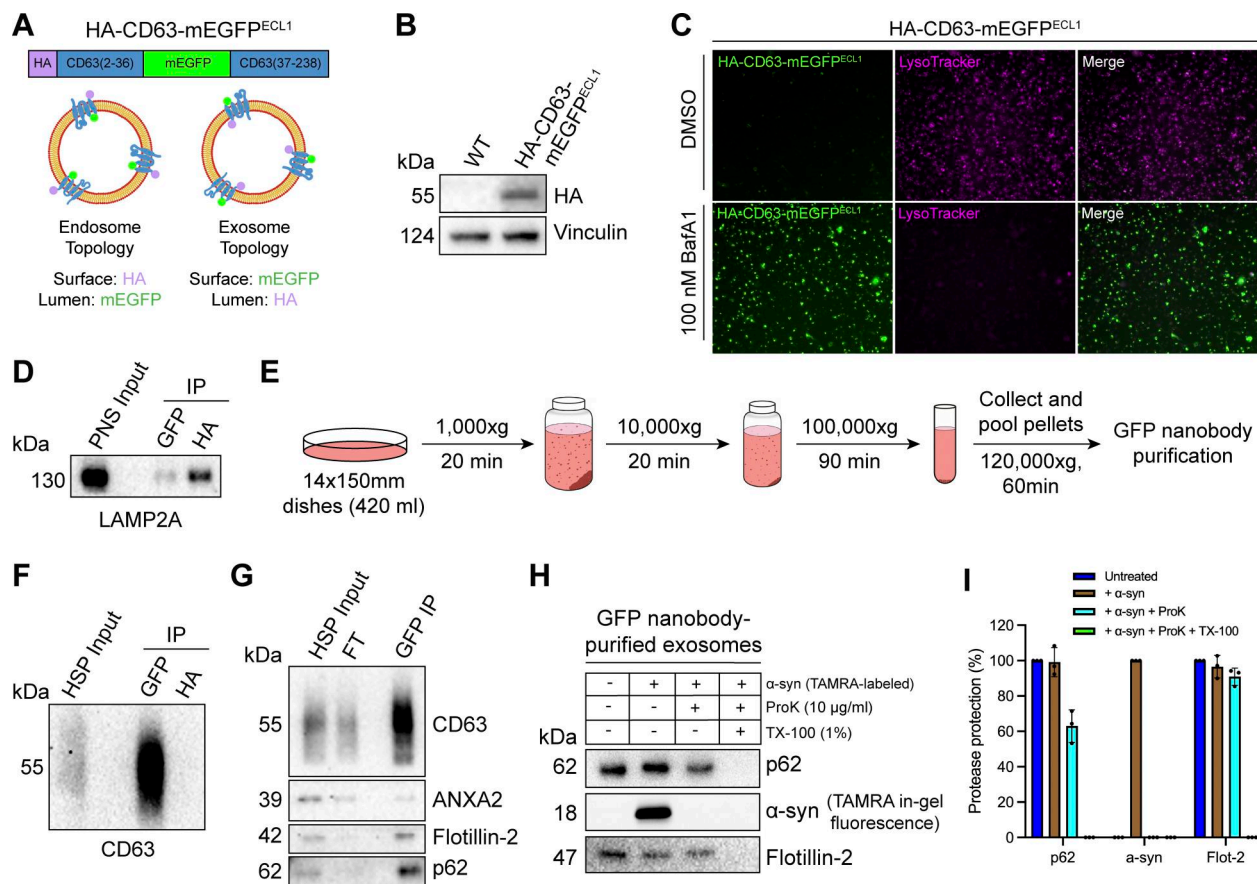 A
HA-CD63-mEGFPECL1
HA
CD63(2-36)
mEGFP
CD63(37-238)
Endosome
Topology
Surface: HA
Lumen: mEGFP
Exosome
Topology
Surface: mEGFP
Lumen: HA
B
WT
HA-CD63-
mEGFPECL1
kDa
55
HA
124
Vinculin
C
HA-CD63-mEGFPECL1
DMSO
HA-CD63-mEGFPECL1
LysoTracker
Merge
100 nM BafA1
HA-CD63-mEGFPECL1
LysoTracker
Merge
D
PNS Input
IP
GFP
HA
kDa
130
LAMP2A
E
14x150mm
dishes (420 ml)
1,000xg
20 min
10,000xg
20 min
100,000xg
90 min
Collect and
pool pellets
120,000xg,
60min
GFP nanobody
purification
F
HSP Input
IP
GFP
HA
kDa
55
CD63
G
HSP Input
FT
GFP IP
kDa
55
CD63
39
ANXA2
42
Flotillin-2
62
p62
H
GFP nanobody-
purified exosomes
- + + + α-syn (TAMRA-labeled)
- - + + ProK (10 µg/ml)
- - - + TX-100 (1%)
kDa
62
p62
18
α-syn (TAMRA in-gel
fluorescence)
47
Flotillin-2
I
Untreated
+ α-syn
+ α-syn + ProK
+ α-syn + ProK + TX-100
Protease protection (%)
120
100
80
60
40
20
0
p62
a-syn
Flot-2